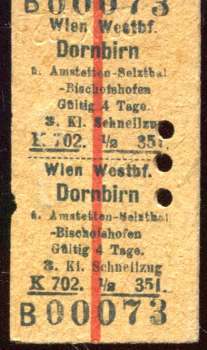 B00073
Wien Westbf.
Dornbirn
ü. Amstetten-Selzthal
-Bischofshofen
Gültig 4 Tage.
3. Kl. Schnellzug
K 702. ½ 351.
Wien Westbf.
Dornbirn
ü. Amstetten-Selzthal
-Bischofshofen
Gültig 4 Tage.
3. Kl. Schnellzug
K 702. ½ 351.
B00073